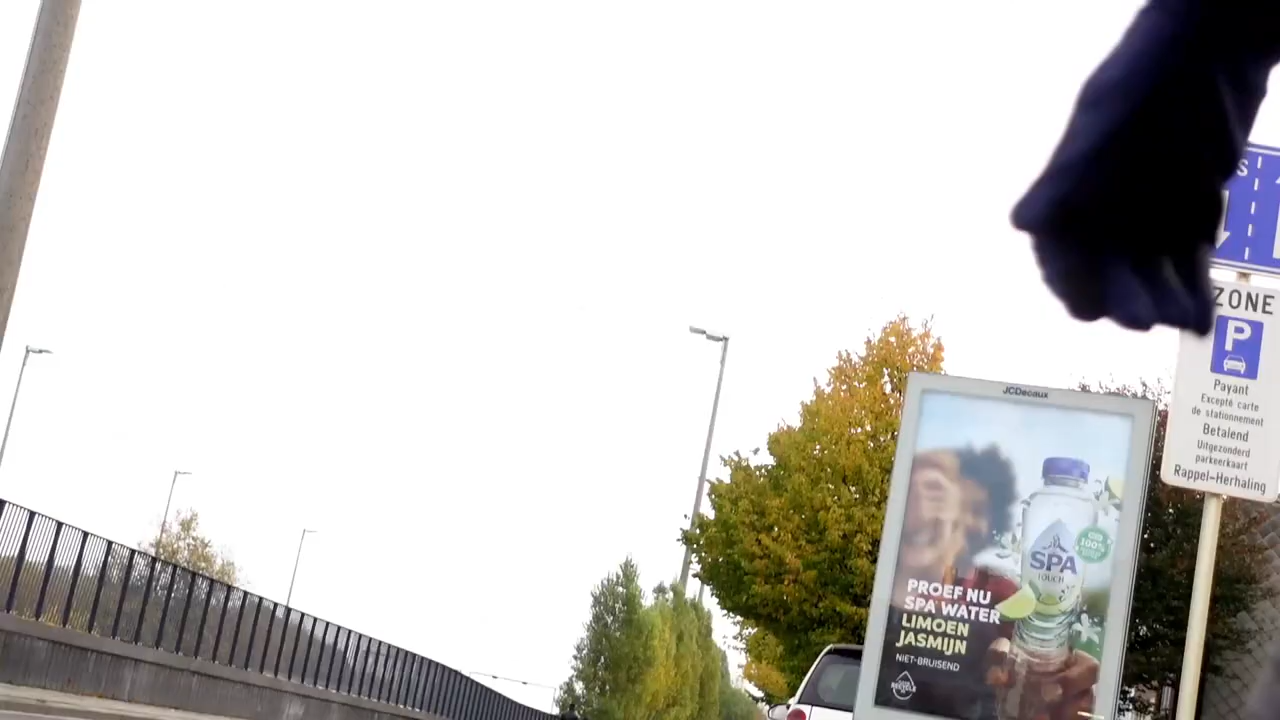 S
ZONE
P
Payant
Excepté carte
de stationnement
Betalend
Uitgezonderd
parkeerkaart
Rappel-Herhaling
JCDecaux
100%
SPA
TOUCH
PROEF NU
SPA WATER
LIMOEN
JASMIJN
NIET-BRUISEND
RECYCLE